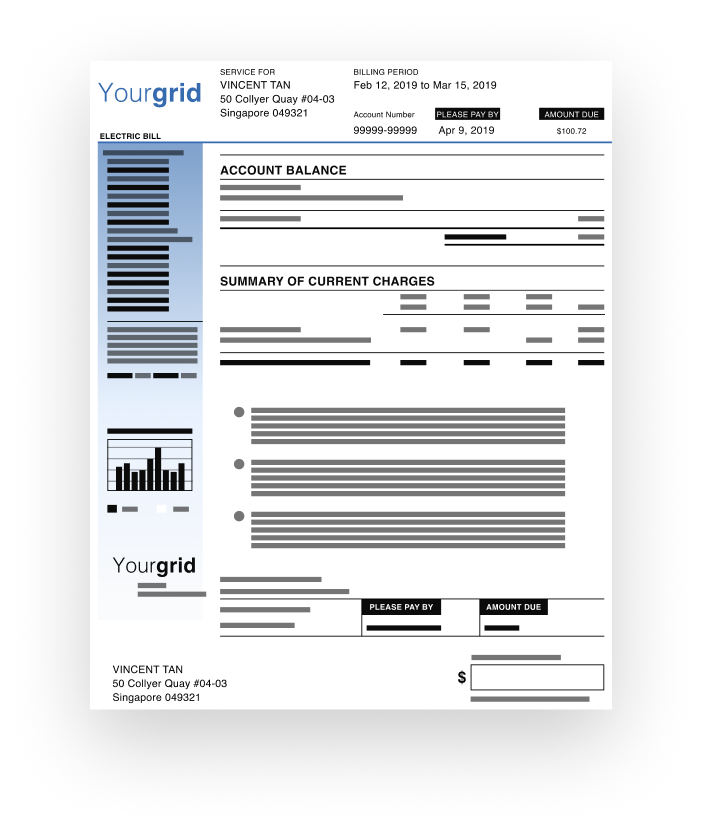 Yourgrid
ELECTRIC BILL
SERVICE FOR
VINCENT TAN
50 Collyer Quay #04-03
Singapore 049321
BILLING PERIOD
Feb 12, 2019 to Mar 15, 2019
Account Number
99999-99999
PLEASE PAY BY
Apr 9, 2019
AMOUNT DUE
$100.72
ACCOUNT BALANCE
SUMMARY OF CURRENT CHARGES
Yourgrid
PLEASE PAY BY
AMOUNT DUE
VINCENT TAN
50 Collyer Quay #04-03
Singapore 049321
$